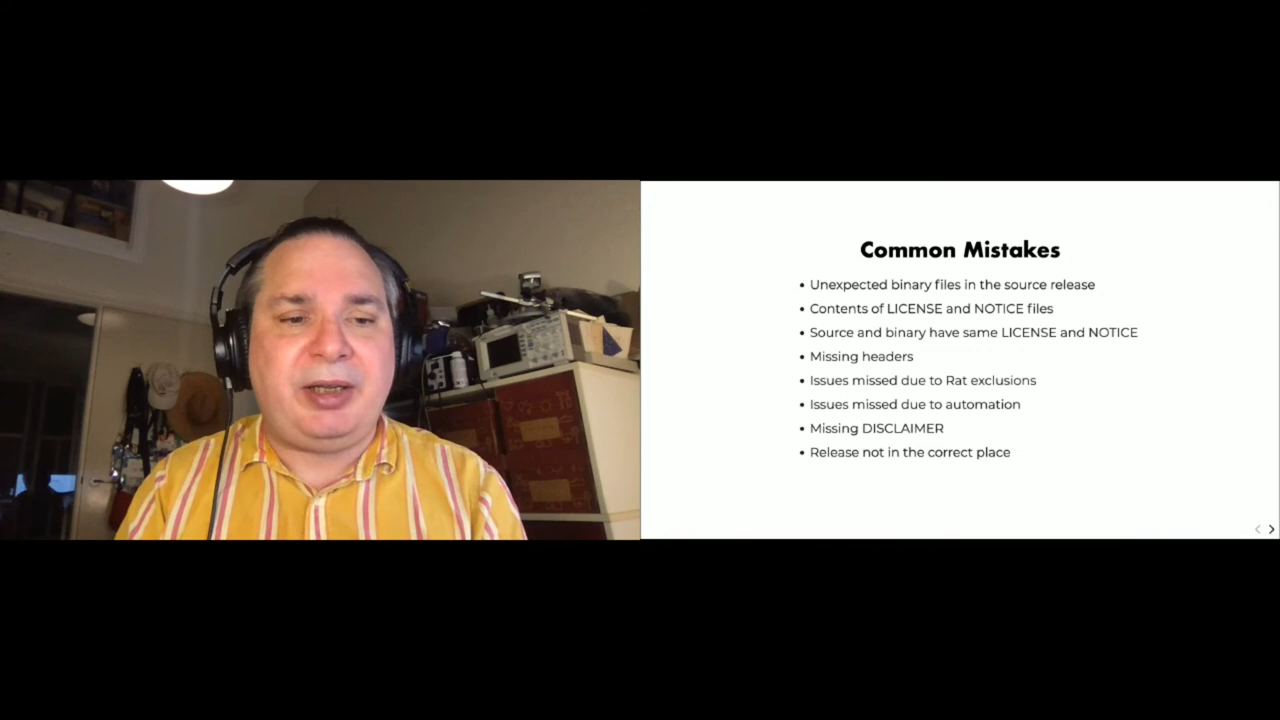 Common Mistakes
• Unexpected binary files in the source release
• Contents of LICENSE and NOTICE files
• Source and binary have same LICENSE and NOTICE
• Missing headers
• Issues missed due to Rat exclusions
• Issues missed due to automation
• Missing DISCLAIMER
• Release not in the correct place